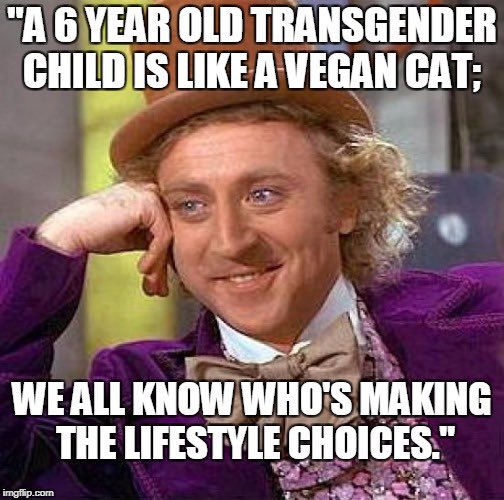 "A 6 YEAR OLD TRANSGENDER
CHILD IS LIKE A VEGAN CAT;
WE ALL KNOW WHO'S MAKING
THE LIFESTYLE CHOICES."
imgflip.com